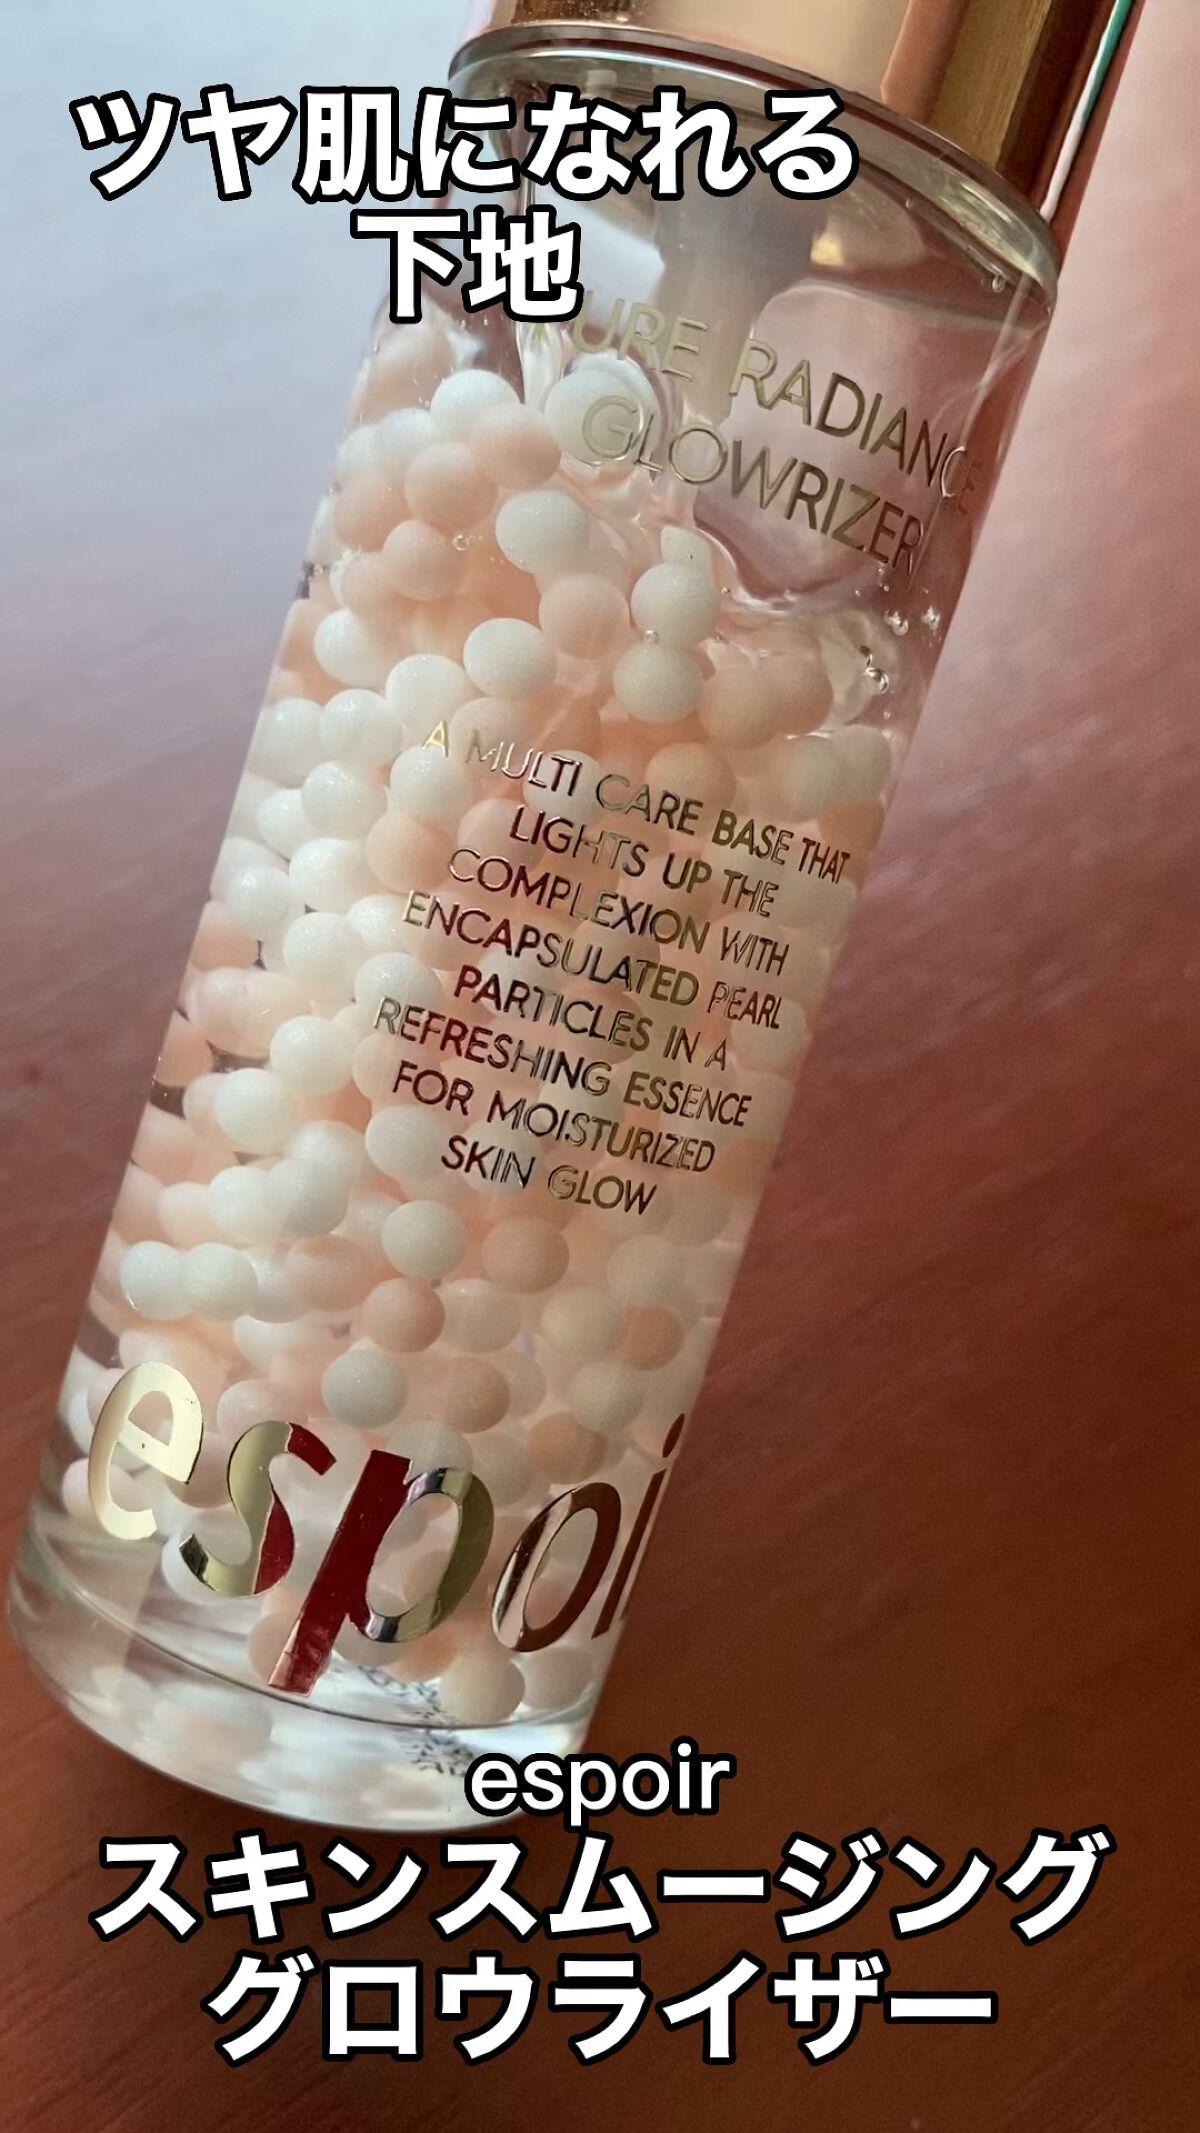 ツヤ肌になれる
下地
PURE RADIANCE
GLOWRIZER
A MULTI CARE BASE THAT
LIGHTS UP THE
COMPLEXION WITH
ENCAPSULATED PEARL
PARTICLES IN A
REFRESHING ESSENCE
FOR MOISTURIZED
SKIN GLOW
espoir
espoir
スキンスムージング
グロウライザー